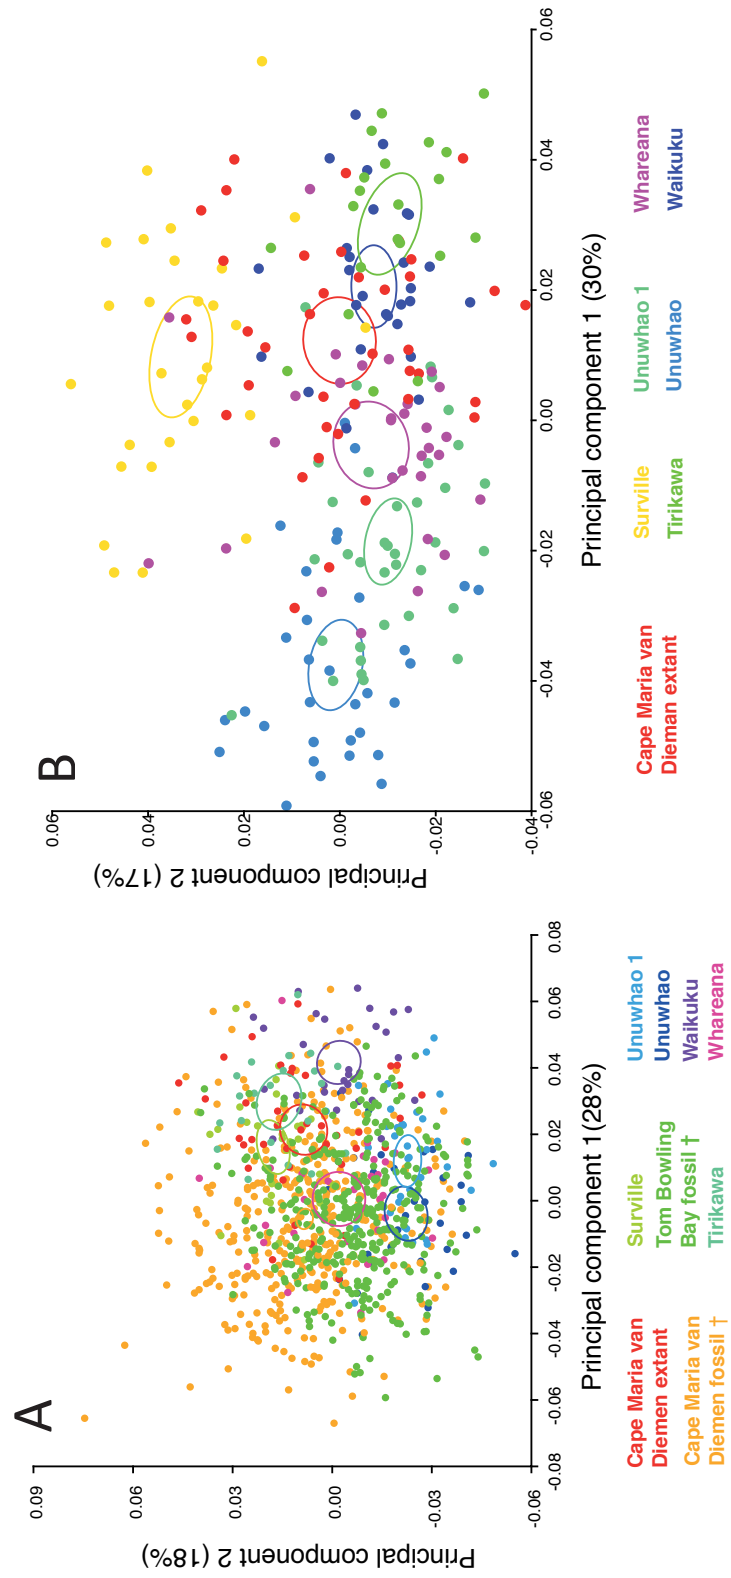 A
Principal component 2 (18%)
0.09
0.06
0.03
0.00
-0.03
-0.06
-0.08
-0.06
-0.04
-0.02
0.00
0.02
0.04
0.06
0.08
Principal component 1(28%)
Cape Maria van
Diemen extant
Cape Maria van
Diemen fossil †
Surville
Tom Bowling
Bay fossil †
Tirikawa
Unuwhao 1
Unuwhao
Waikuku
Whareana
B
Principal component 2 (17%)
0.06
0.04
0.02
0.00
-0.02
-0.04
-0.06
-0.04
-0.02
0.00
0.02
0.04
0.06
Principal component 1 (30%)
Cape Maria van
Dieman extant
Surville
Tirikawa
Unuwhao 1
Unuwhao
Whareana
Waikuku